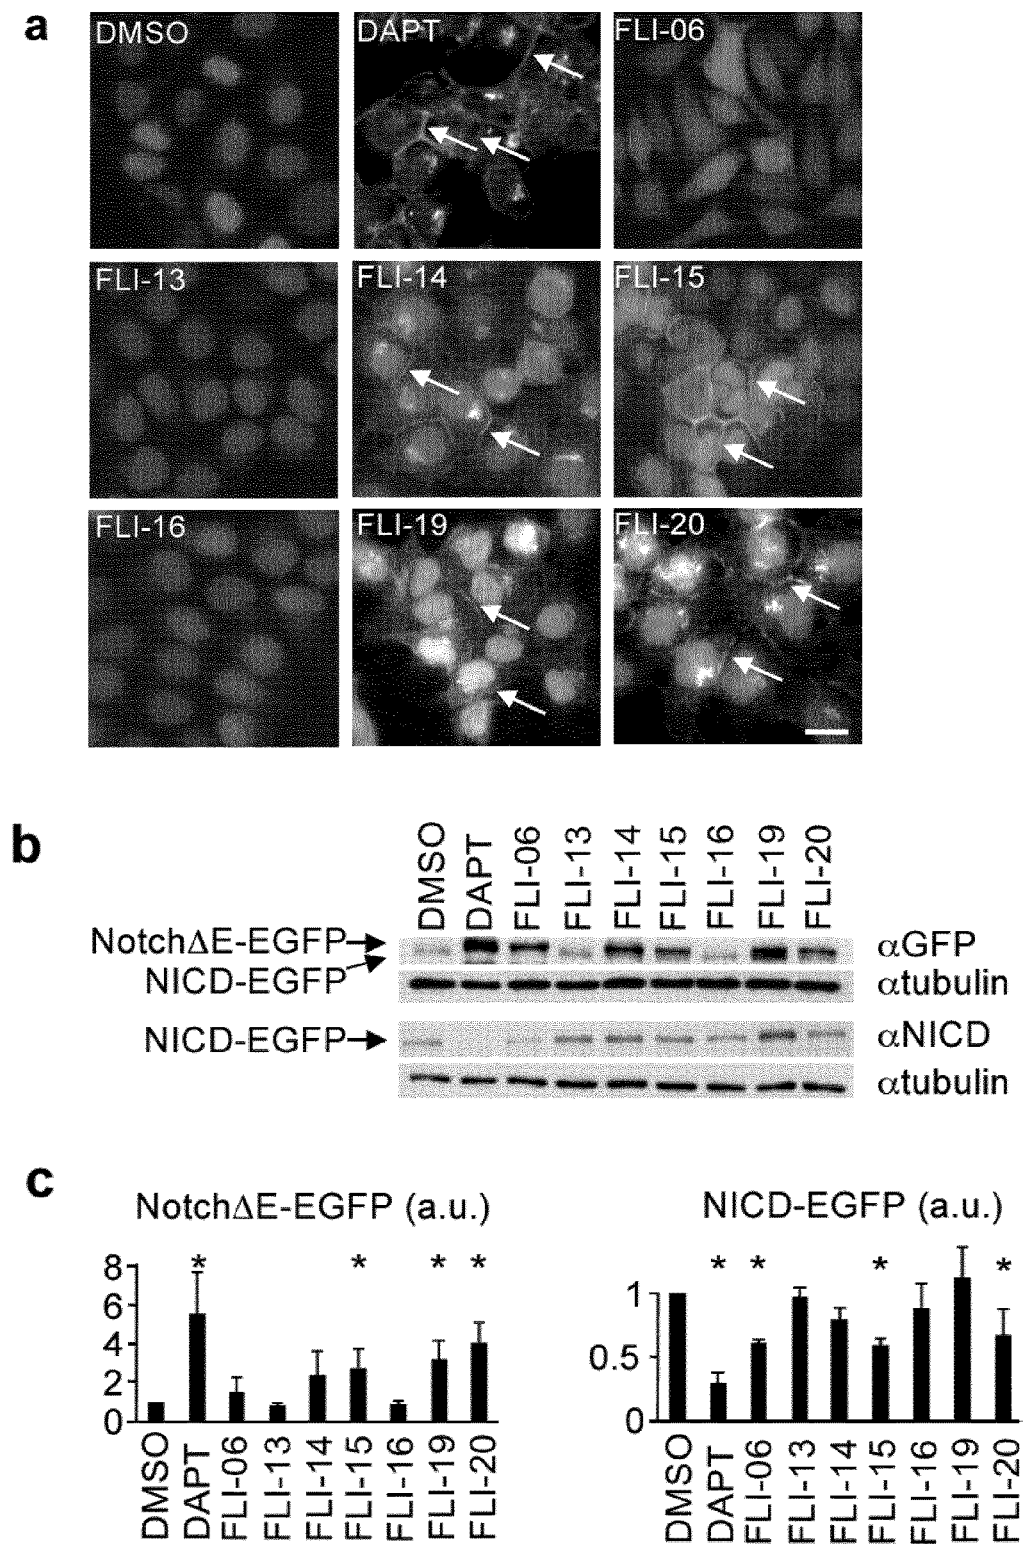 a
DMSO DAPT FLI-06
FLI-13 FLI-14 FLI-15
FLI-16 FLI-19 FLI-20
b
DMSO DAPT FLI-06 FLI-13 FLI-14 FLI-15 FLI-16 FLI-19 FLI-20
NotchΔE-EGFP αGFP
NICD-EGFP αtubulin
NICD-EGFP αNICD
αtubulin
c
NotchΔE-EGFP (a.u.)
8
6
4
2
0
* * * *
DMSO DAPT FLI-06 FLI-13 FLI-14 FLI-15 FLI-16 FLI-19 FLI-20
NICD-EGFP (a.u.)
1
0.5
0
* * * *
DMSO DAPT FLI-06 FLI-13 FLI-14 FLI-15 FLI-16 FLI-19 FLI-20